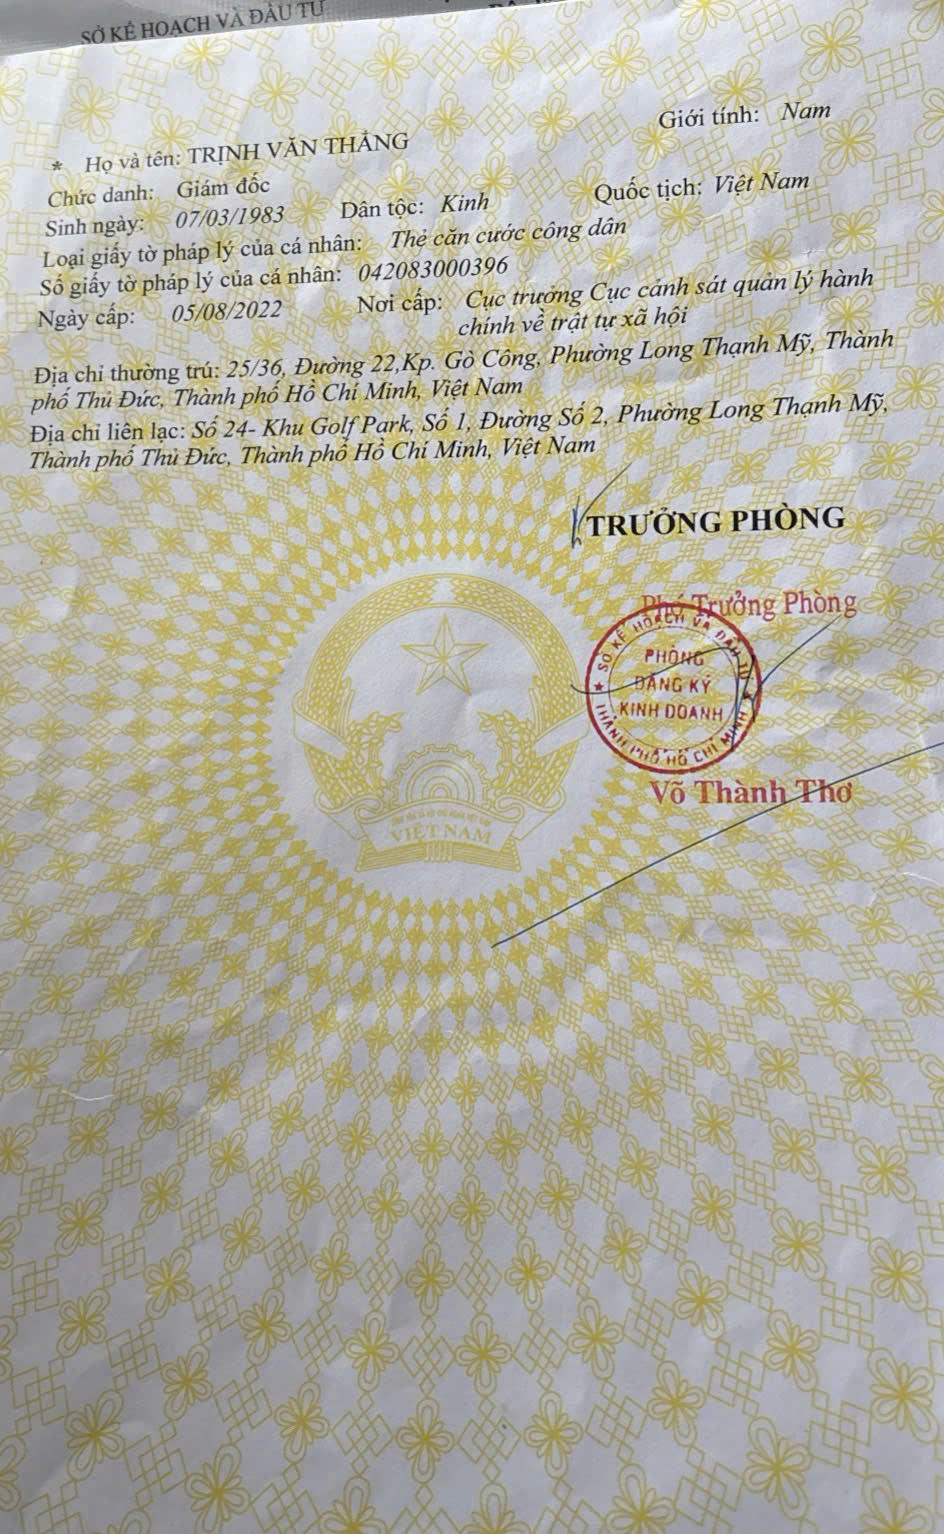 SỞ KẾ HOẠCH VÀ ĐẦU TƯ
* Họ và tên: TRỊNH VĂN THẮNG Giới tính: Nam
Chức danh: Giám đốc
Sinh ngày: 07/03/1983 Dân tộc: Kinh Quốc tịch: Việt Nam
Loại giấy tờ pháp lý của cá nhân: Thẻ căn cước công dân
Số giấy tờ pháp lý của cá nhân: 042083000396
Ngày cấp: 05/08/2022 Nơi cấp: Cục trưởng Cục cảnh sát quản lý hành
chính về trật tự xã hội
Địa chỉ thường trú: 25/36, Đường 22,Kp. Gò Công, Phường Long Thạnh Mỹ, Thành
phố Thủ Đức, Thành phố Hồ Chí Minh, Việt Nam
Địa chỉ liên lạc: Số 24- Khu Golf Park, Số 1, Đường Số 2, Phường Long Thạnh Mỹ,
Thành phố Thủ Đức, Thành phố Hồ Chí Minh, Việt Nam
TRƯỞNG PHÒNG
Phó Trưởng Phòng
SỞ KẾ HOẠCH VÀ ĐẦU TƯ
PHÒNG
ĐĂNG KÝ
KINH DOANH
THÀNH PHỐ HỒ CHÍ MINH
Võ Thành Thơ
VIỆT NAM